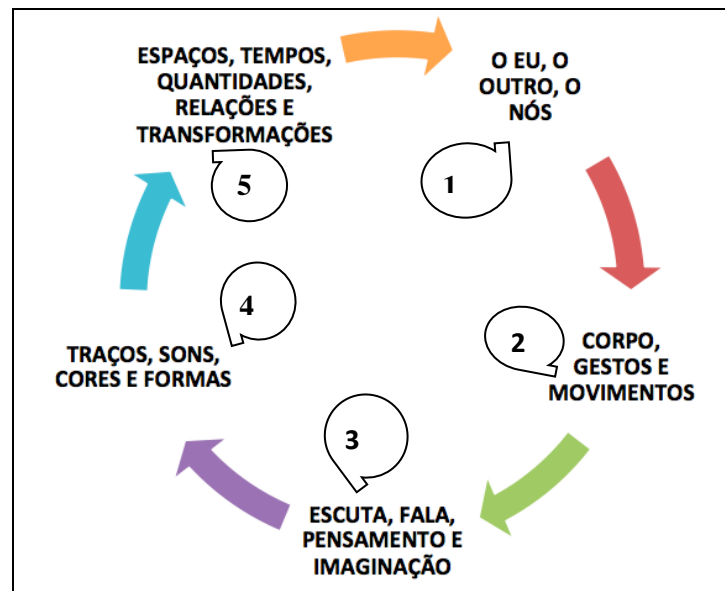 ESPAÇOS, TEMPOS,
QUANTIDADES,
RELAÇÕES E
TRANSFORMAÇÕES
5
O EU, O
OUTRO, O
NÓS
1
CORPO,
GESTOS E
MOVIMENTOS
2
ESCUTA, FALA,
PENSAMENTO E
IMAGINAÇÃO
3
TRAÇOS, SONS,
CORES E FORMAS
4